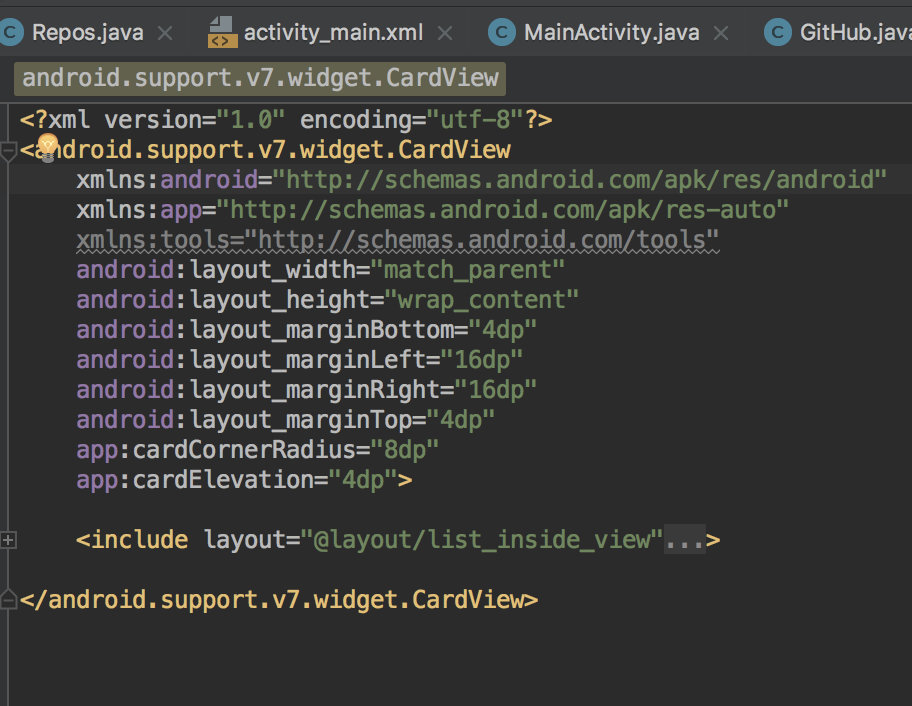 C Repos.java activity_main.xml C MainActivity.java C GitHub.java
android.support.v7.widget.CardView
<?xml version="1.0" encoding="utf-8"?>
<android.support.v7.widget.CardView
xmlns:android="http://schemas.android.com/apk/res/android"
xmlns:app="http://schemas.android.com/apk/res-auto"
xmlns:tools="http://schemas.android.com/tools"
android:layout_width="match_parent"
android:layout_height="wrap_content"
android:layout_marginBottom="4dp"
android:layout_marginLeft="16dp"
android:layout_marginRight="16dp"
android:layout_marginTop="4dp"
app:cardCornerRadius="8dp"
app:cardElevation="4dp">
<include layout="@layout/list_inside_view"...>
</android.support.v7.widget.CardView>